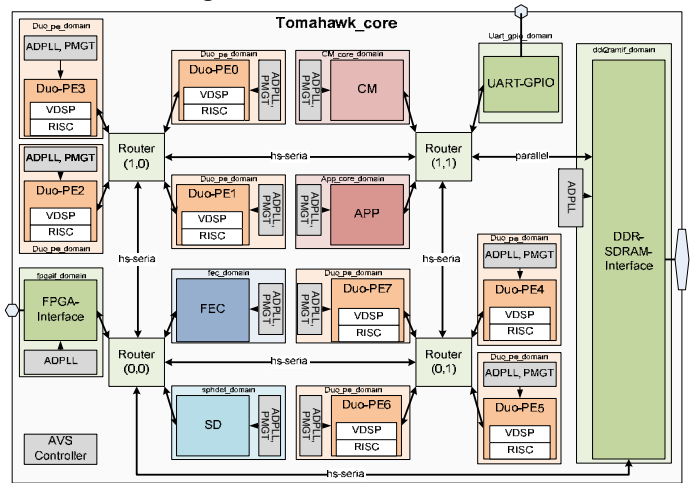 Tomahawk_core
Duo_pe_domain
ADPLL, PMGT
Duo-PE3
VDSP
RISC
Duo_pe_domain
Duo-PE0
VDSP
RISC
ADPLL,
PMGT
CM_core_domain
ADPLL,
PMGT
CM
Uart_gpio_domain
UART-GPIO
ddr2ramif_domain
Router
(1,0)
hs-seria
Router
(1,1)
parallel
ADPLL, PMGT
Duo-PE2
VDSP
RISC
Duo_pe_domain
Duo_pe_domain
Duo-PE1
VDSP
RISC
ADPLL,
PMGT
App_core_domain
ADPLL,
PMGT
APP
ADPLL
DDR-
SDRAM-
Interface
hs-seria
hs-seria
fpgaif_domain
FPGA-
Interface
ADPLL
fec_domain
FEC
ADPLL,
PMGT
Duo_pe_domain
ADPLL,
PMGT
Duo-PE7
VDSP
RISC
Duo_pe_domain
ADPLL, PMGT
Duo-PE4
VDSP
RISC
Router
(0,0)
hs-seria
Router
(0,1)
sphdet_domain
SD
ADPLL,
PMGT
Duo_pe_domain
ADPLL,
PMGT
Duo-PE6
VDSP
RISC
Duo_pe_domain
ADPLL, PMGT
Duo-PE5
VDSP
RISC
AVS
Controller
hs-seria